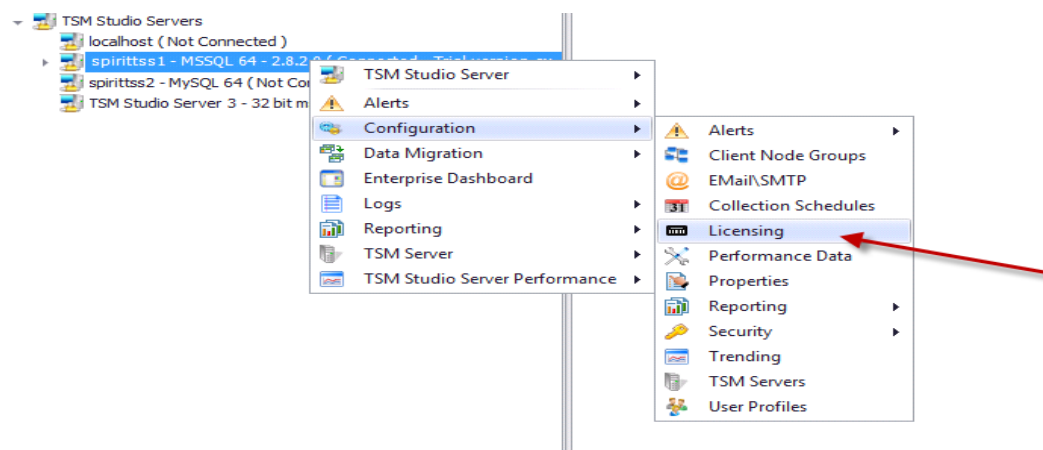 TSM Studio Servers
localhost ( Not Connected )
spirittss1 - MSSQL 64 - 2.8.2
spirittss2 - MySQL 64 ( Not
TSM Studio Server 3 - 32 bit
TSM Studio Server
Alerts
Configuration
Data Migration
Enterprise Dashboard
Logs
Reporting
TSM Server
TSM Studio Server Performance
Alerts
Client Node Groups
EMail\SMTP
31 Collection Schedules
Licensing
Performance Data
Properties
Reporting
Security
Trending
TSM Servers
User Profiles